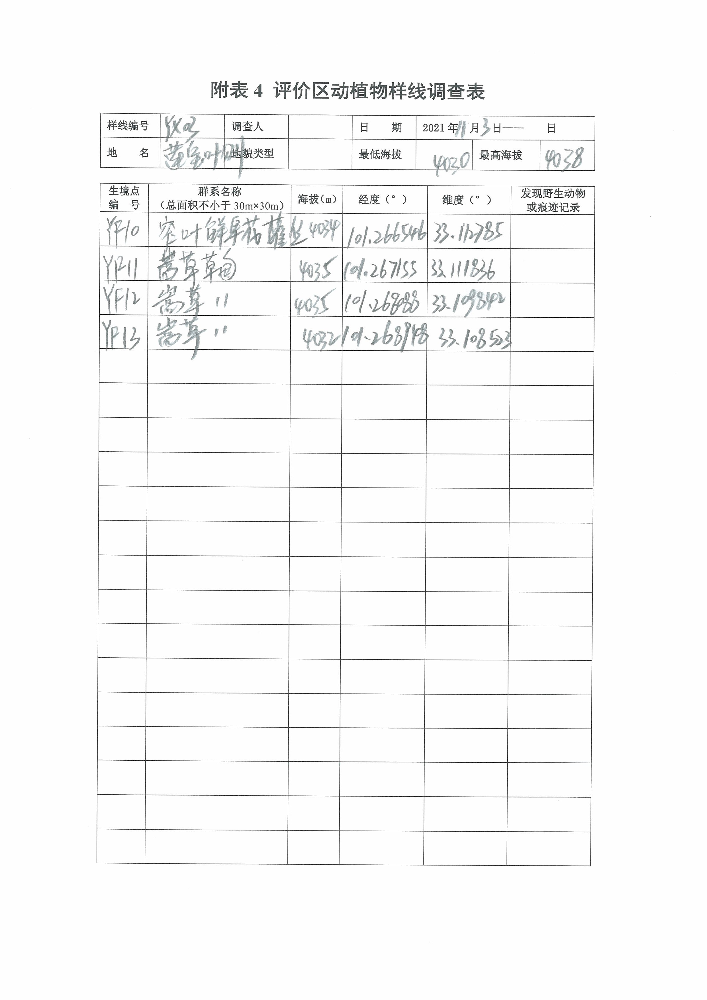 附表 4 评价区动植物样线调查表
样线编号 YX03 调查人 日 期 2021 年 11 月 3 日—— 日
地 名 莲宝叶则 地貌类型 最低海拔 4030 最高海拔 4038
生境点编 号 群系名称（总面积不小于 30m×30m） 海拔（m） 经度（°） 维度（°） 发现野生动物或痕迹记录
YF10 窄叶鲜卑花灌丛 4034 101.266546 33.112785
YF11 嵩草草甸 4035 101.267155 33.111836
YF12 嵩草 〃 4035 101.268088 33.109842
YF13 嵩草 〃 4032 101.268948 33.108523